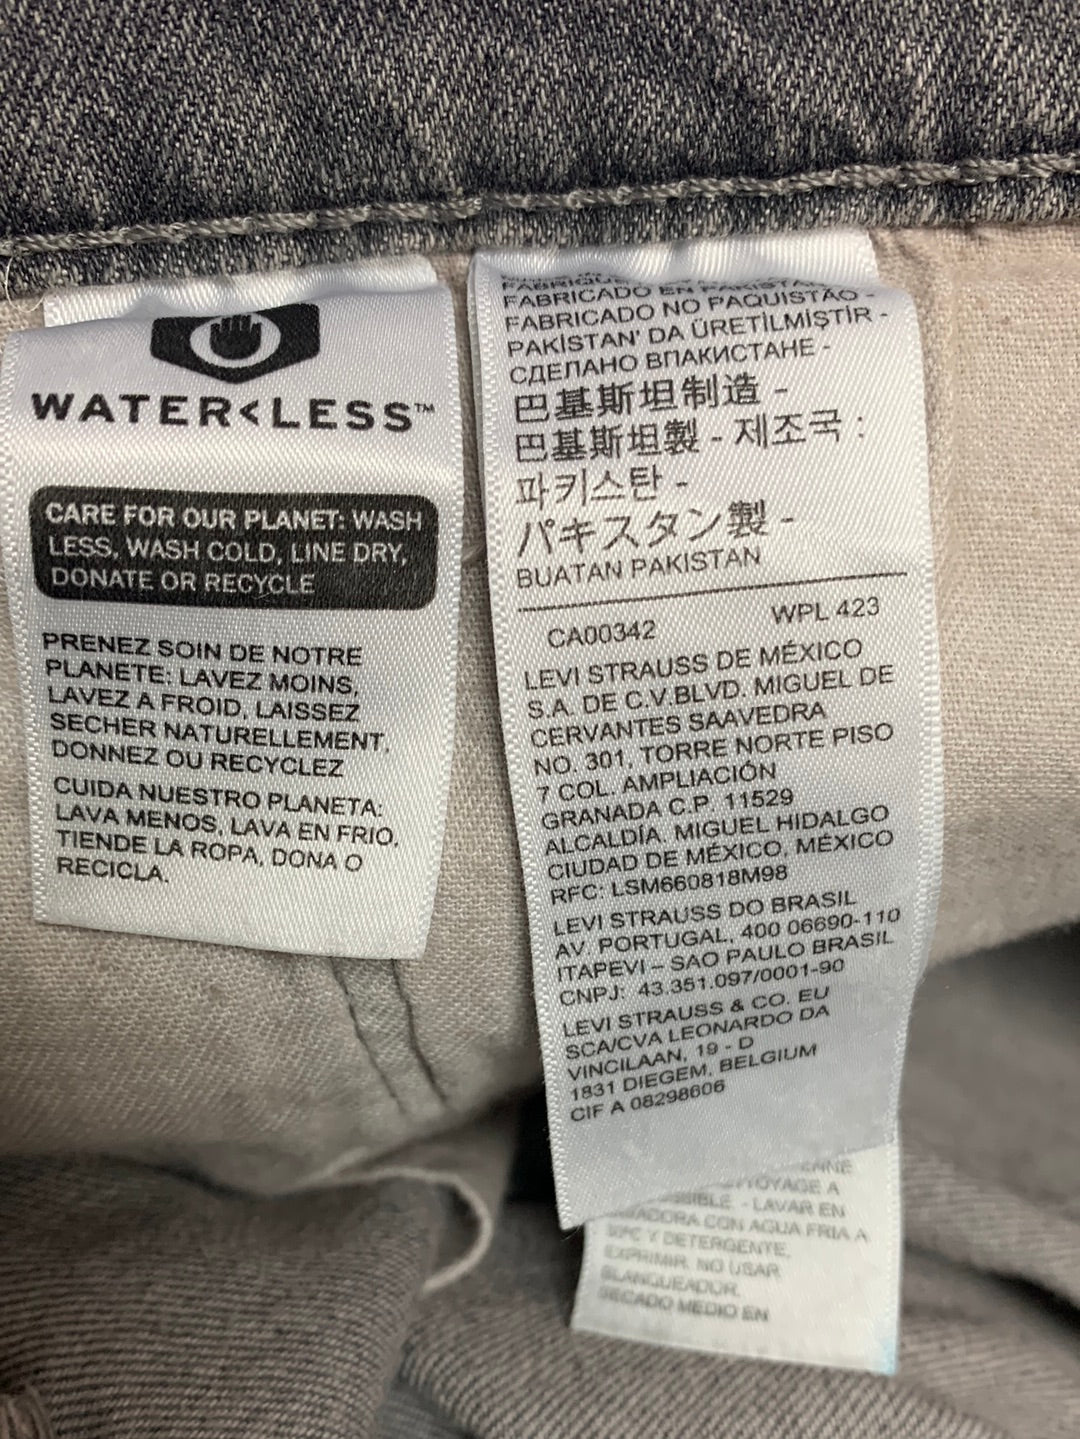 WATER<LESS™
CARE FOR OUR PLANET: WASH
LESS, WASH COLD, LINE DRY,
DONATE OR RECYCLE
PRENEZ SOIN DE NOTRE
PLANETE: LAVEZ MOINS,
LAVEZ A FROID, LAISSEZ
SECHER NATURELLEMENT,
DONNEZ OU RECYCLEZ
CUIDA NUESTRO PLANETA:
LAVA MENOS, LAVA EN FRIO,
TIENDE LA ROPA, DONA O
RECICLA.
FABRICADO EN PAKISTAN
FABRICADO NO PAQUISTÃO -
PAKİSTAN' DA ÜRETİLMİŞTİR -
СДЕЛАНО ВПАКИСТАНЕ -
巴基斯坦制造 -
巴基斯坦製 - 제조국 :
파키스탄 -
パキスタン製 -
BUATAN PAKISTAN
CA00342 WPL 423
LEVI STRAUSS DE MÉXICO
S.A. DE C.V.BLVD. MIGUEL DE
CERVANTES SAAVEDRA
NO. 301, TORRE NORTE PISO
7 COL. AMPLIACIÓN
GRANADA C.P. 11529
ALCALDÍA. MIGUEL HIDALGO
CIUDAD DE MÉXICO, MÉXICO
RFC: LSM660818M98
LEVI STRAUSS DO BRASIL
AV. PORTUGAL, 400 06690-110
ITAPEVI – SAO PAULO BRASIL
CNPJ: 43.351.097/0001-90
LEVI STRAUSS & CO. EU
SCA/CVA LEONARDO DA
VINCILAAN, 19 - D
1831 DIEGEM, BELGIUM
CIF A 08298606
- LAVAR EN
CON AGUA FRIA A
Y DETERGENTE.
EXPRIMIR. NO USAR
BLANQUEADOR.
SECADO MEDIO EN